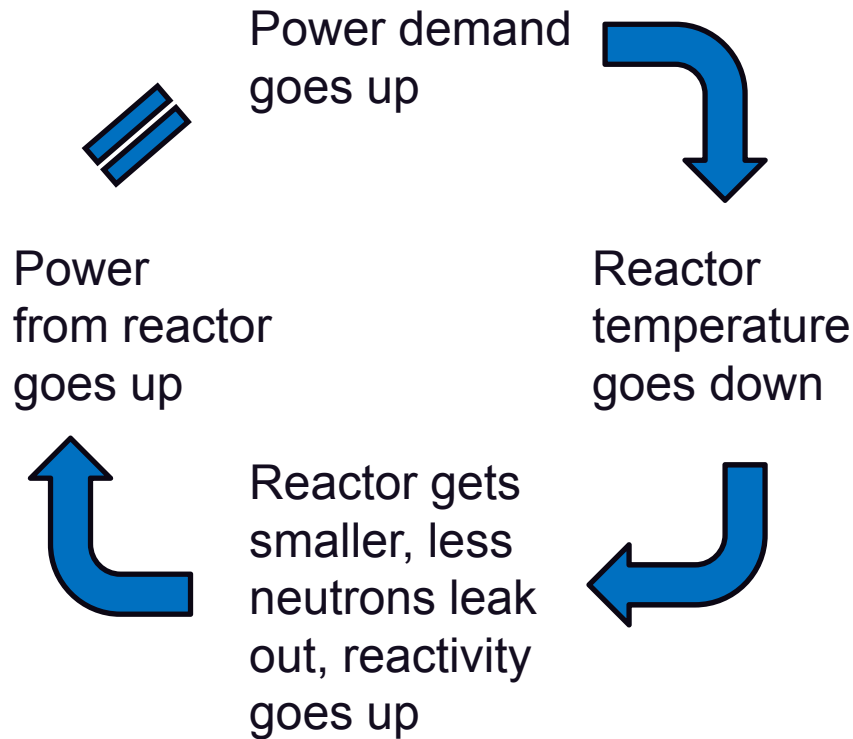 Power demand
goes up
Reactor
temperature
goes down
Reactor gets
smaller, less
neutrons leak
out, reactivity
goes up
Power
from reactor
goes up